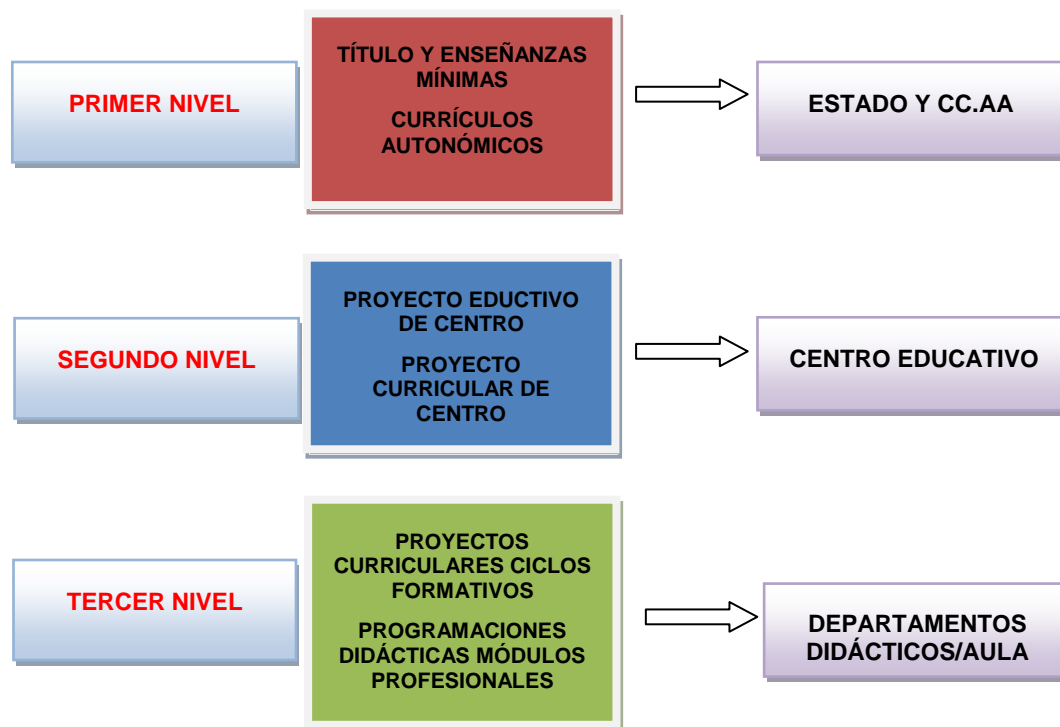 PRIMER NIVEL
TÍTULO Y ENSEÑANZAS
MÍNIMAS
CURRÍCULOS
AUTONÓMICOS
ESTADO Y CC.AA
SEGUNDO NIVEL
PROYECTO EDUCTIVO
DE CENTRO
PROYECTO
CURRICULAR DE
CENTRO
CENTRO EDUCATIVO
TERCER NIVEL
PROYECTOS
CURRICULARES CICLOS
FORMATIVOS
PROGRAMACIONES
DIDÁCTICAS MÓDULOS
PROFESIONALES
DEPARTAMENTOS
DIDÁCTICOS/AULA